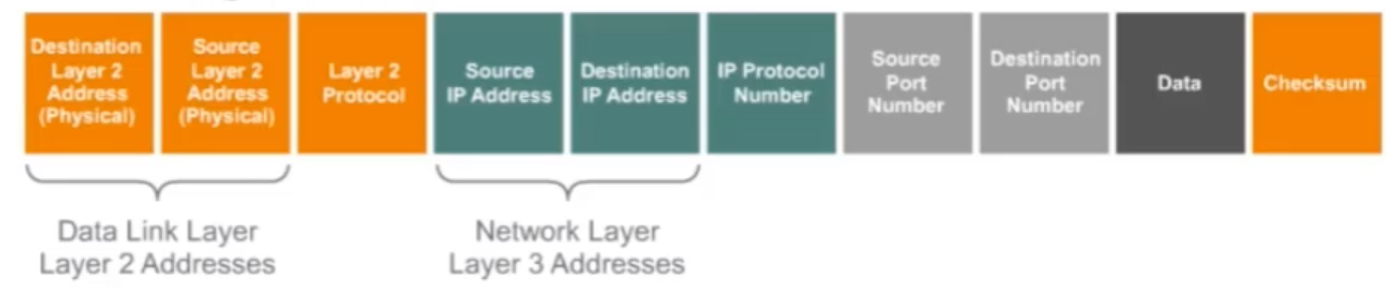 Destination
Layer 2
Address
(Physical)
Source
Layer 2
Address
(Physical)
Layer 2
Protocol
Source
IP Address
Destination
IP Address
IP Protocol
Number
Source
Port
Number
Destination
Port
Number
Data
Checksum
Data Link Layer
Layer 2 Addresses
Network Layer
Layer 3 Addresses